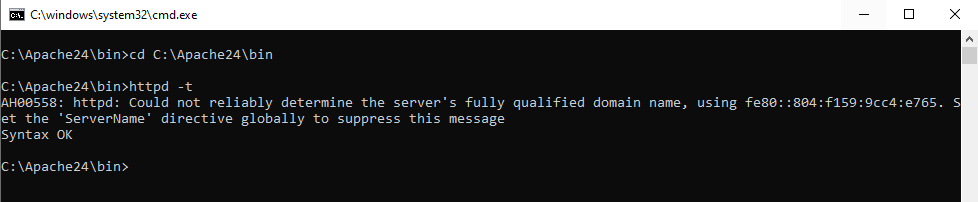 C:\windows\system32\cmd.exe
C:\Apache24\bin>cd C:\Apache24\bin
C:\Apache24\bin>httpd -t
AH00558: httpd: Could not reliably determine the server's fully qualified domain name, using fe80::804:f159:9cc4:e765. S
et the 'ServerName' directive globally to suppress this message
Syntax OK
C:\Apache24\bin>